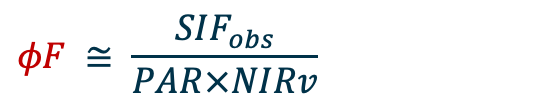 ϕF ≅ SIF_obs / PAR×NIRv